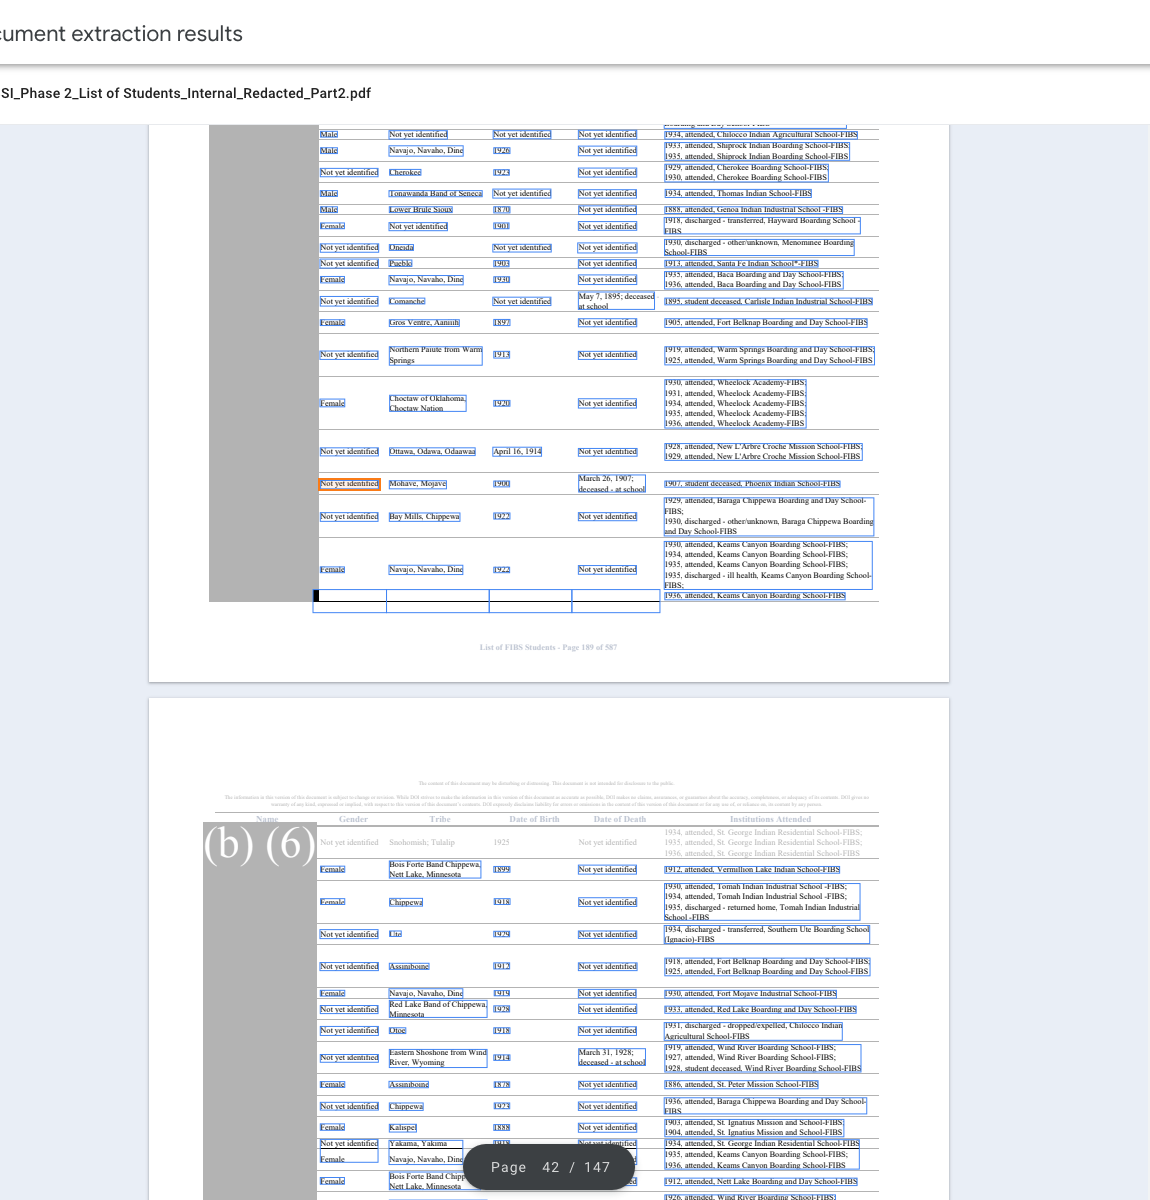 cument extraction results
SI_Phase 2_List of Students_Internal_Redacted_Part2.pdf
Male Not yet identified Not yet identified Not yet identified 1934, attended, Chilocco Indian Agricultural School-FIBS
Male Navajo, Navaho, Dine 1926 Not yet identified 1933, attended, Shiprock Indian Boarding School-FIBS;
1935, attended, Shiprock Indian Boarding School-FIBS
Not yet identified Cherokee 1923 Not yet identified 1929, attended, Cherokee Boarding School-FIBS;
1930, attended, Cherokee Boarding School-FIBS
Male Tonawanda Band of Seneca Not yet identified Not yet identified 1934, attended, Thomas Indian School-FIBS
Male Lower Brule Sioux 1870 Not yet identified 1888, attended, Genoa Indian Industrial School -FIBS
Female Not yet identified 1901 Not yet identified 1918, discharged - transferred, Hayward Boarding School -
FIBS
Not yet identified Oneida Not yet identified Not yet identified 1930, discharged - other/unknown, Menominee Boarding
School-FIBS
Not yet identified Pueblo 1903 Not yet identified 1913, attended, Santa Fe Indian School*-FIBS
Female Navajo, Navaho, Dine 1930 Not yet identified 1935, attended, Baca Boarding and Day School-FIBS;
1936, attended, Baca Boarding and Day School-FIBS
Not yet identified Comanche Not yet identified May 7, 1895; deceased 1895, student deceased, Carlisle Indian Industrial School-FIBS
at school
Female Gros Ventre, Aaniiih 1897 Not yet identified 1905, attended, Fort Belknap Boarding and Day School-FIBS
Not yet identified Northern Paiute from Warm 1913 Not yet identified 1919, attended, Warm Springs Boarding and Day School-FIBS;
Springs 1925, attended, Warm Springs Boarding and Day School-FIBS
1930, attended, Wheelock Academy-FIBS;
1931, attended, Wheelock Academy-FIBS;
Female Choctaw of Oklahoma, 1920 Not yet identified 1934, attended, Wheelock Academy-FIBS;
Choctaw Nation 1935, attended, Wheelock Academy-FIBS;
1936, attended, Wheelock Academy-FIBS
Not yet identified Ottawa, Odawa, Odaawaa April 16, 1914 Not yet identified 1928, attended, New L'Arbre Croche Mission School-FIBS;
1929, attended, New L'Arbre Croche Mission School-FIBS
Not yet identified Mohave, Mojave 1900 March 26, 1907; 1907, student deceased, Phoenix Indian School-FIBS
deceased - at school
1929, attended, Baraga Chippewa Boarding and Day School-
FIBS;
Not yet identified Bay Mills, Chippewa 1922 Not yet identified 1930, discharged - other/unknown, Baraga Chippewa Boarding
and Day School-FIBS
1930, attended, Keams Canyon Boarding School-FIBS;
1934, attended, Keams Canyon Boarding School-FIBS;
Female Navajo, Navaho, Dine 1922 Not yet identified 1935, attended, Keams Canyon Boarding School-FIBS;
1935, discharged - ill health, Keams Canyon Boarding School-
FIBS;
1936, attended, Keams Canyon Boarding School-FIBS
List of FIBS Students - Page 189 of 587
The content of this document may be disturbing or distressing. This document is not intended for disclosure to the public.
Name Gender Tribe Date of Birth Date of Death Institutions Attended
(b) (6)
Not yet identified Snohomish; Tulalip 1925 Not yet identified 1934, attended, St. George Indian Residential School-FIBS;
1935, attended, St. George Indian Residential School-FIBS;
1936, attended, St. George Indian Residential School-FIBS
Female Bois Forte Band Chippewa, 1899 Not yet identified 1912, attended, Vermillion Lake Indian School-FIBS
Nett Lake, Minnesota
1930, attended, Tomah Indian Industrial School -FIBS;
1934, attended, Tomah Indian Industrial School -FIBS;
Female Chippewa 1918 Not yet identified 1935, discharged - returned home, Tomah Indian Industrial
School -FIBS
Not yet identified Ute 1929 Not yet identified 1934, discharged - transferred, Southern Ute Boarding School
(Ignacio)-FIBS
Not yet identified Assiniboine 1912 Not yet identified 1918, attended, Fort Belknap Boarding and Day School-FIBS;
1925, attended, Fort Belknap Boarding and Day School-FIBS
Female Navajo, Navaho, Dine 1919 Not yet identified 1930, attended, Fort Mojave Industrial School-FIBS
Not yet identified Red Lake Band of Chippewa, 1928 Not yet identified 1933, attended, Red Lake Boarding and Day School-FIBS
Minnesota
Not yet identified Otoe 1918 Not yet identified 1931, discharged - dropped/expelled, Chilocco Indian
Agricultural School-FIBS
Not yet identified Eastern Shoshone from Wind 1914 March 31, 1928; 1919, attended, Wind River Boarding School-FIBS;
River, Wyoming deceased - at school 1927, attended, Wind River Boarding School-FIBS;
1928, student deceased, Wind River Boarding School-FIBS
Female Assiniboine 1878 Not yet identified 1886, attended, St. Peter Mission School-FIBS
Not yet identified Chippewa 1923 Not yet identified 1936, attended, Baraga Chippewa Boarding and Day School-
FIBS
Female Kalispel 1888 Not yet identified 1903, attended, St. Ignatius Mission and School-FIBS;
1904, attended, St. Ignatius Mission and School-FIBS
Not yet identified Yakama, Yakima Not yet identified 1934, attended, St. George Indian Residential School-FIBS
Female Navajo, Navaho, Dine 1935, attended, Keams Canyon Boarding School-FIBS;
1936, attended, Keams Canyon Boarding School-FIBS
Female Bois Forte Band Chippewa, 1912, attended, Nett Lake Boarding and Day School-FIBS
Nett Lake, Minnesota
1926, attended, Wind River Boarding School-FIBS;
Page 42 / 147